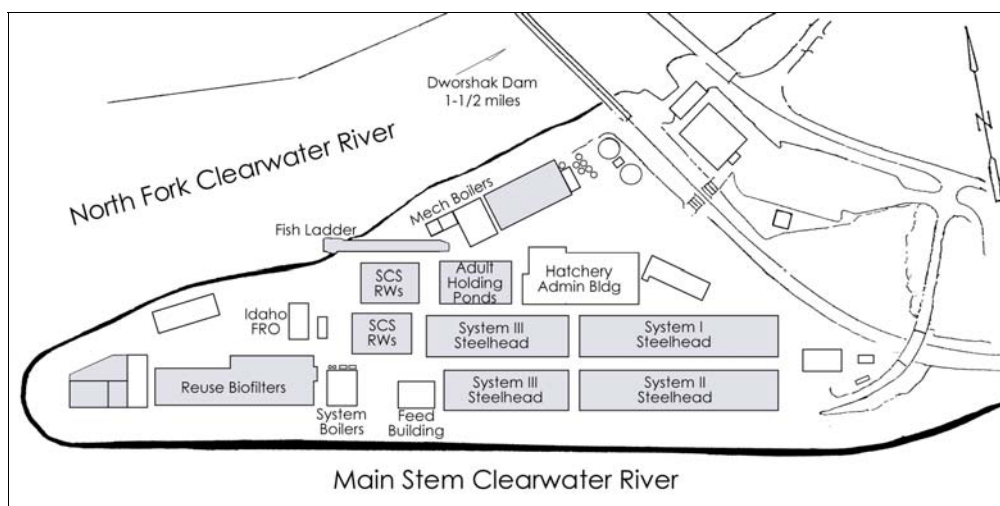 Dworshak Dam
1-1/2 miles
North Fork Clearwater River
N
Mech Boilers
Fish Ladder
SCS
RWs
Adult
Holding
Ponds
Hatchery
Admin Bldg
Idaho
FRO
SCS
RWs
System III
Steelhead
System I
Steelhead
Reuse Biofilters
System
Boilers
Feed
Building
System III
Steelhead
System II
Steelhead
Main Stem Clearwater River